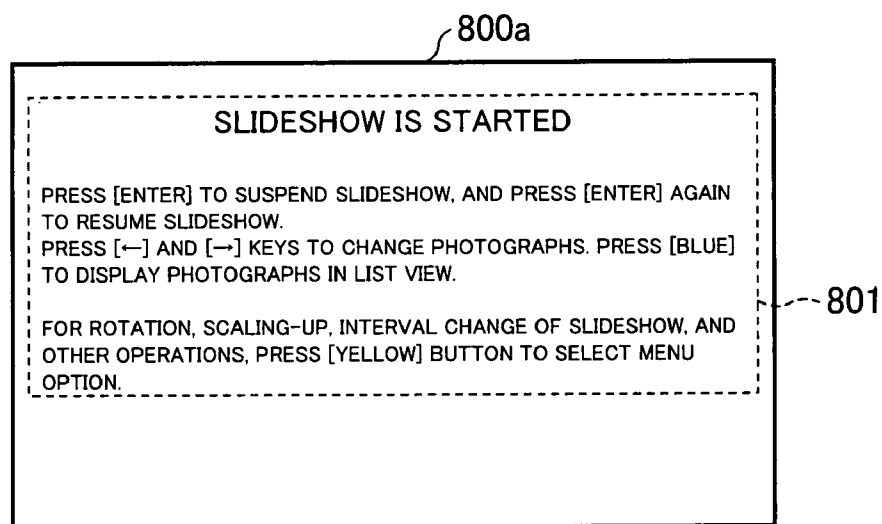 800a
SLIDESHOW IS STARTED
PRESS [ENTER] TO SUSPEND SLIDESHOW, AND PRESS [ENTER] AGAIN
TO RESUME SLIDESHOW.
PRESS [←] AND [→] KEYS TO CHANGE PHOTOGRAPHS. PRESS [BLUE]
TO DISPLAY PHOTOGRAPHS IN LIST VIEW.
801
FOR ROTATION, SCALING-UP, INTERVAL CHANGE OF SLIDESHOW, AND
OTHER OPERATIONS, PRESS [YELLOW] BUTTON TO SELECT MENU
OPTION.